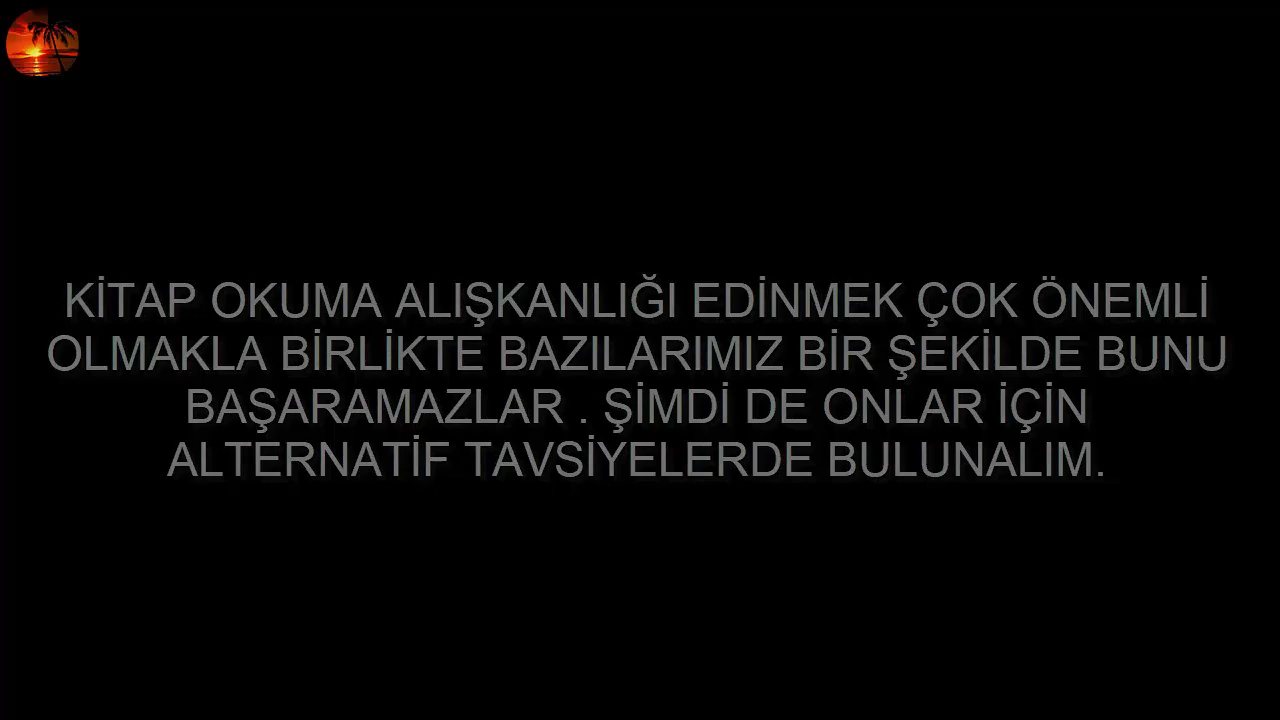 KİTAP OKUMA ALIŞKANLIĞI EDİNMEK ÇOK ÖNEMLİ
OLMAKLA BİRLİKTE BAZILARIMIZ BİR ŞEKİLDE BUNU
BAŞARAMAZLAR . ŞİMDİ DE ONLAR İÇİN
ALTERNATİF TAVSİYELERDE BULUNALIM.